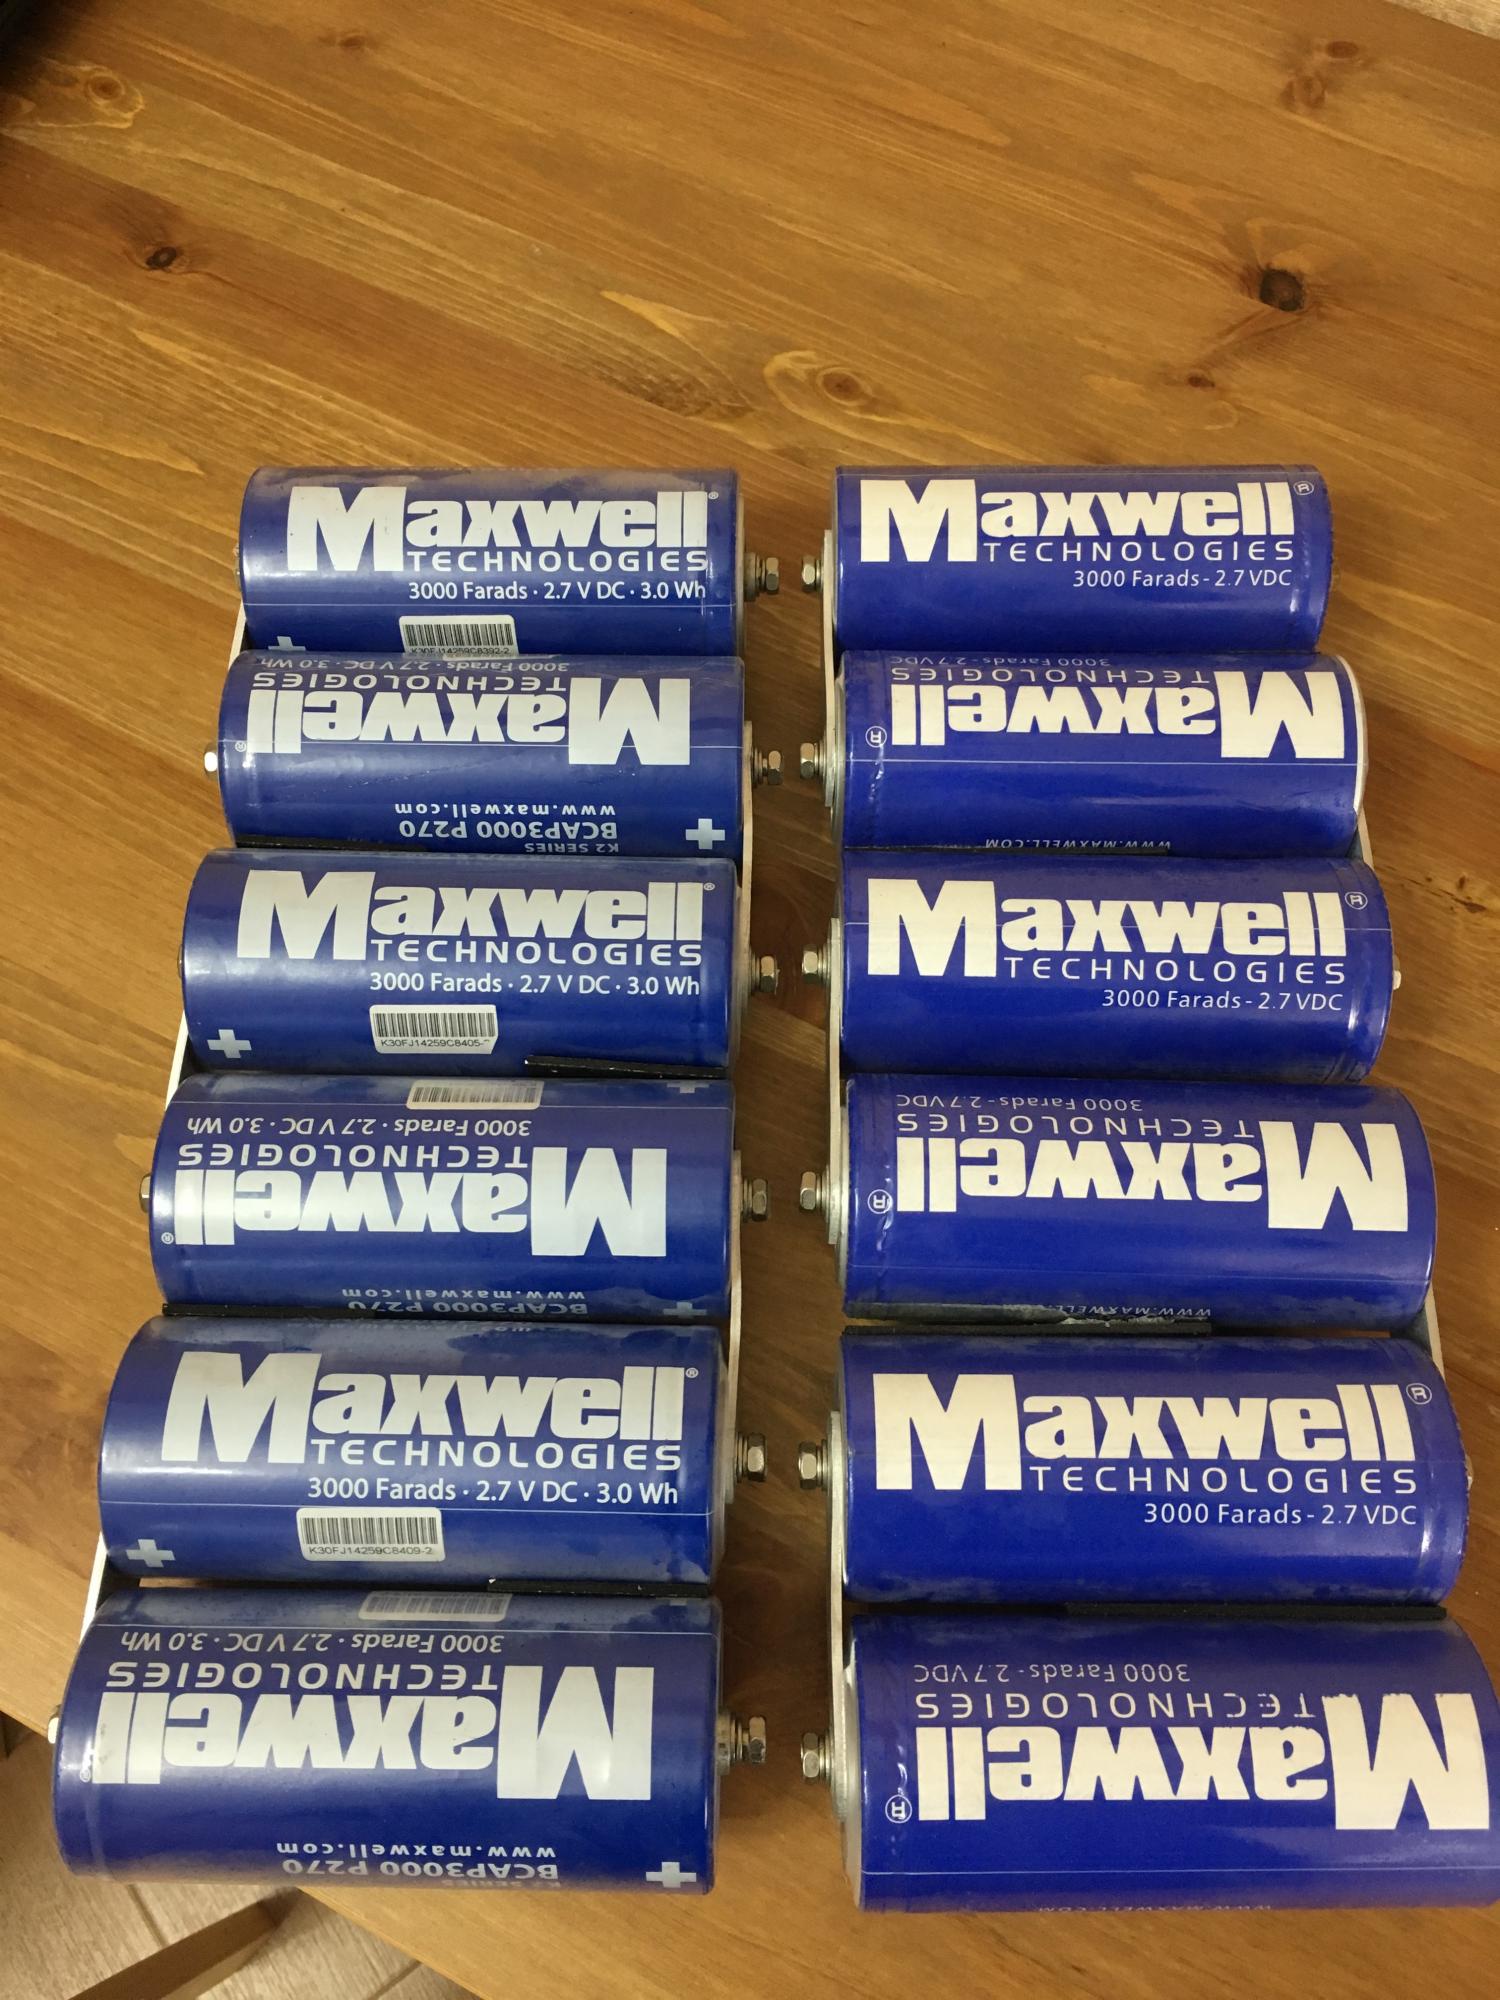 Maxwell®
TECHNOLOGIES
3000 Farads · 2.7 V DC · 3.0 Wh
K30FJ14259C8392-2
3000 Farads · 2.7 V DC · 3.0 Wh
TECHNOLOGIES
Maxwell®
www.maxwell.com
BCAP3000 P270
K2 SERIES
Maxwell®
TECHNOLOGIES
3000 Farads · 2.7 V DC · 3.0 Wh
K30FJ14259C8405-
3000 Farads · 2.7 V DC · 3.0 Wh
TECHNOLOGIES
Maxwell®
www.maxwell.com
BCAP3000 P270
Maxwell®
TECHNOLOGIES
3000 Farads · 2.7 V DC · 3.0 Wh
K30FJ14259C8409-2
3000 Farads · 2.7 V DC · 3.0 Wh
TECHNOLOGIES
Maxwell®
www.maxwell.com
BCAP3000 P270
K2 SERIES
Maxwell®
TECHNOLOGIES
3000 Farads - 2.7 VDC
3000 Farads - 2.7 VDC
TECHNOLOGIES
Maxwell®
WWW.MAXWELL.COM
Maxwell®
TECHNOLOGIES
3000 Farads - 2.7 VDC
3000 Farads - 2.7 VDC
TECHNOLOGIES
Maxwell®
WWW.MAXWELL.COM
Maxwell®
TECHNOLOGIES
3000 Farads - 2.7 VDC
3000 Farads - 2.7 VDC
TECHNOLOGIES
Maxwell®
WWW.MAXWELL.COM